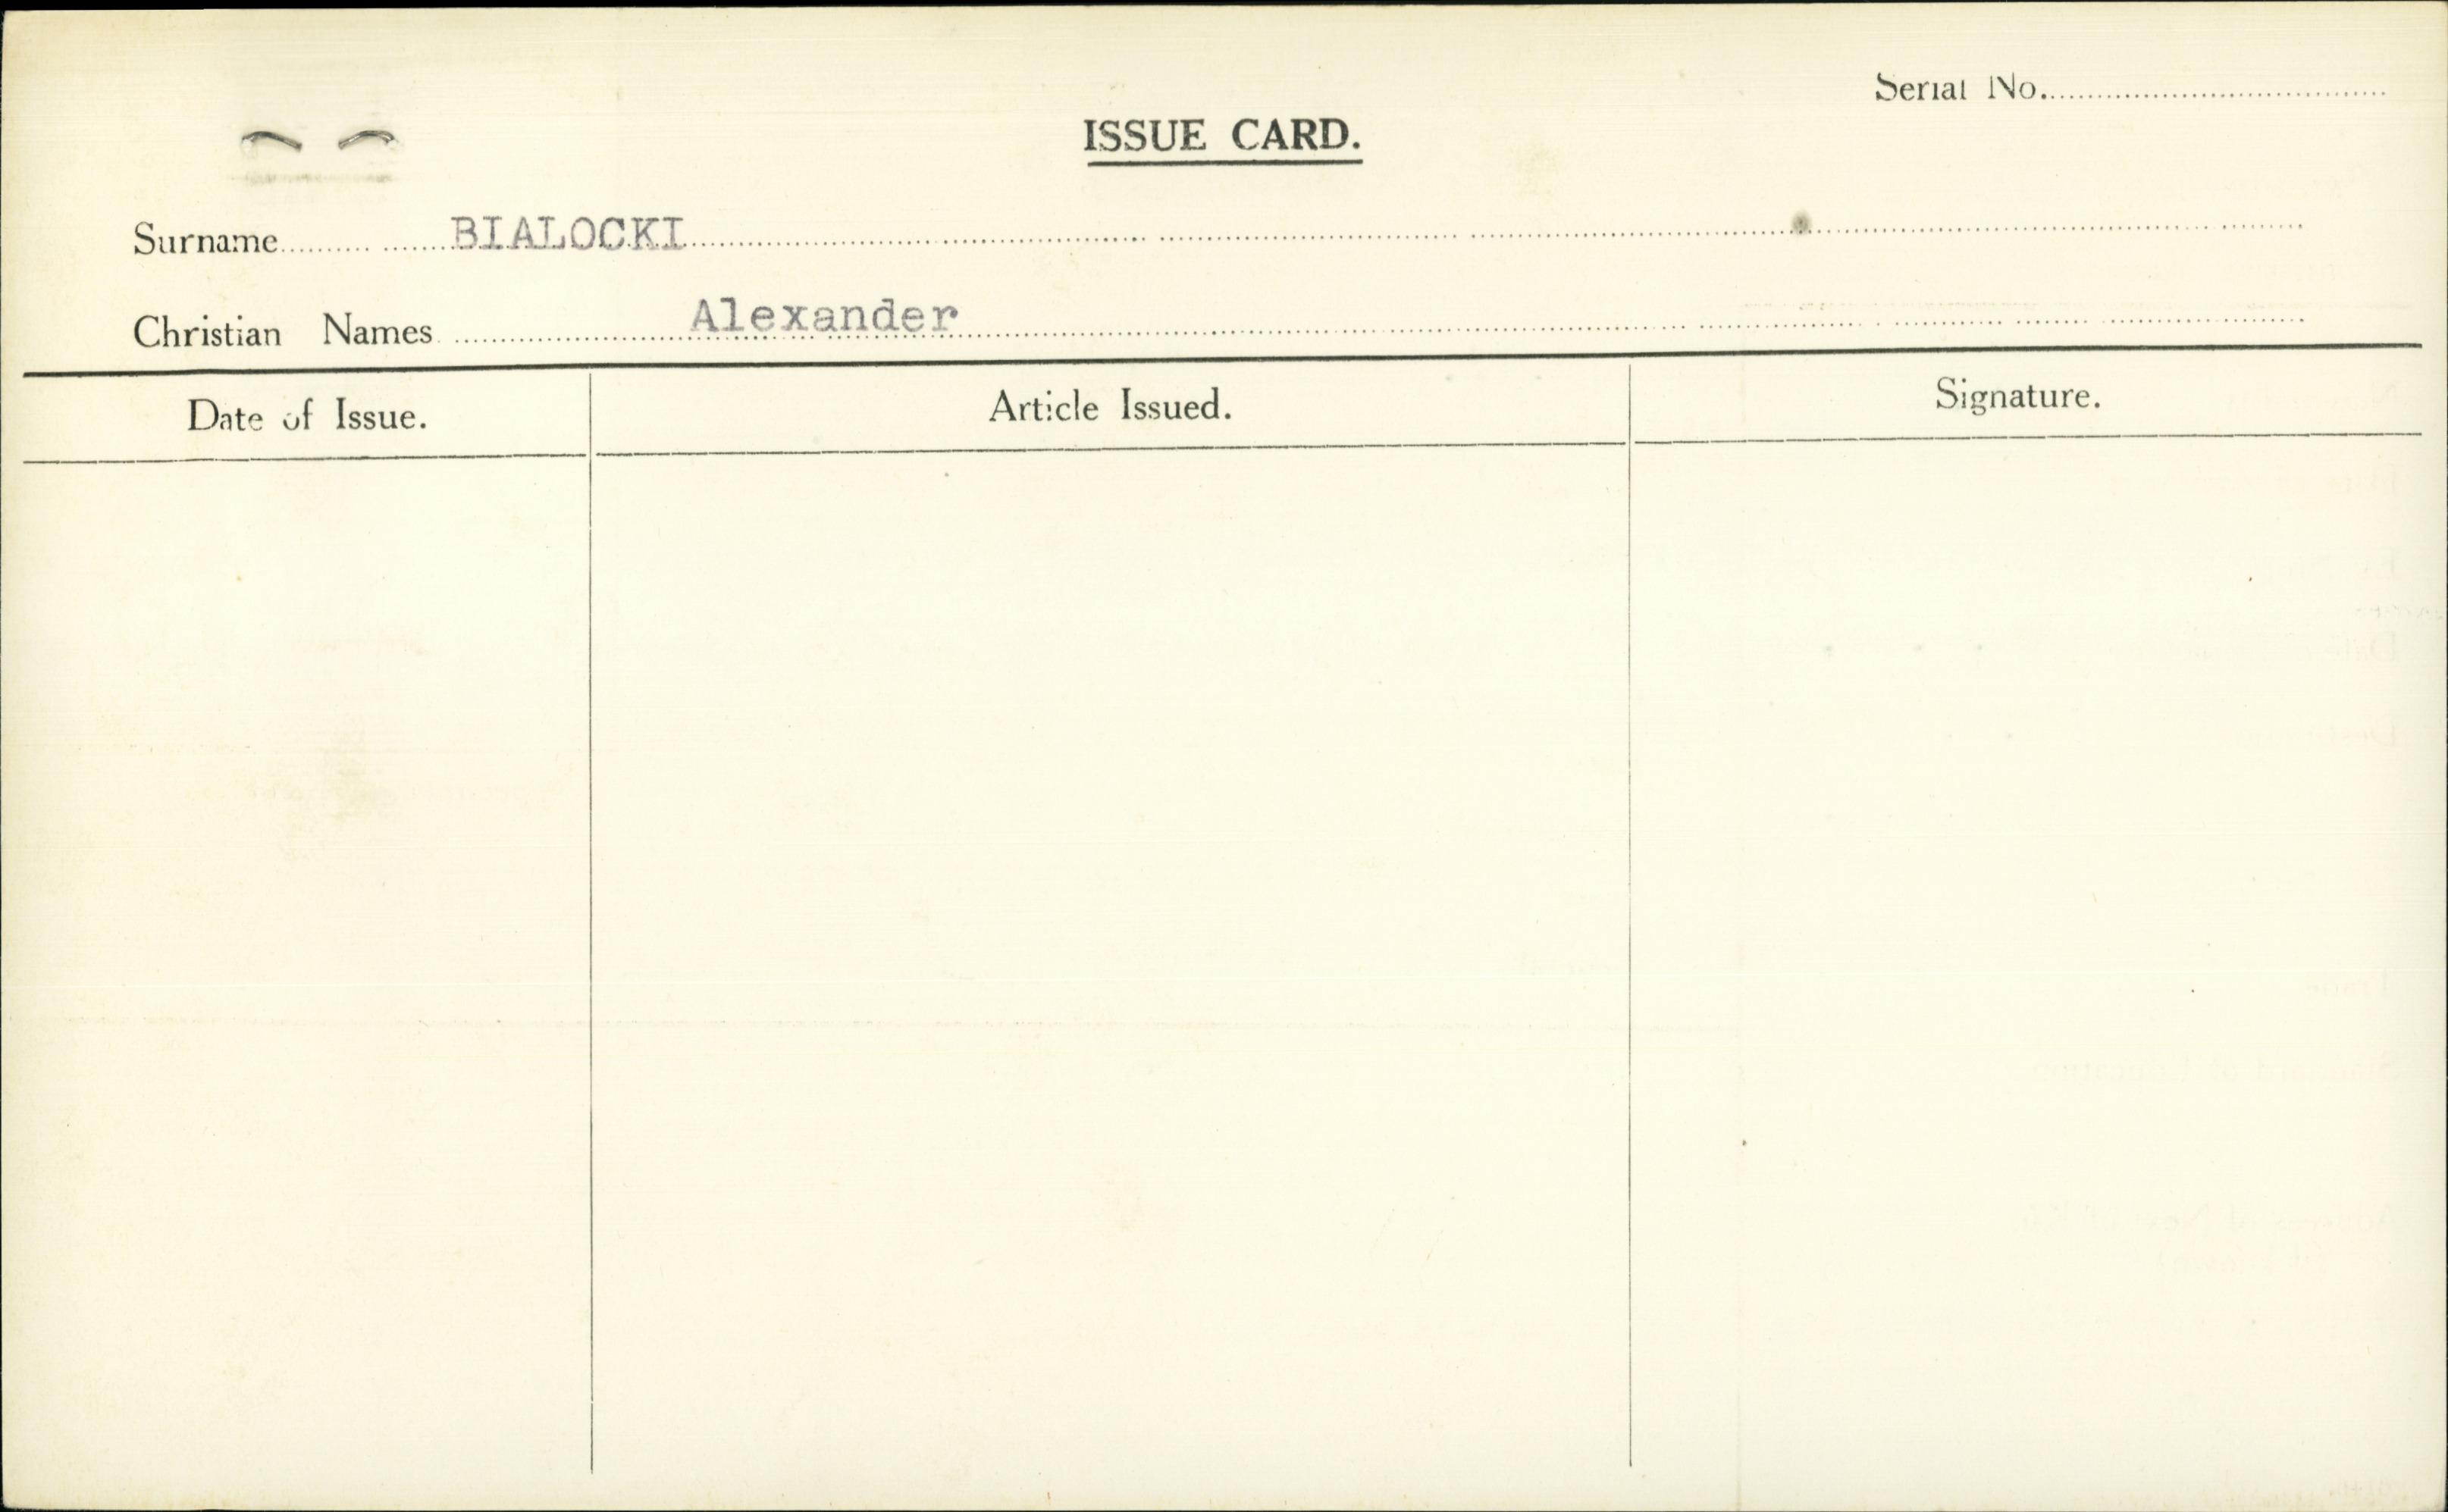 Serial No.
ISSUE CARD.
Surname BIALOCKI
Christian Names Alexander
Date of Issue. Article Issued. Signature.